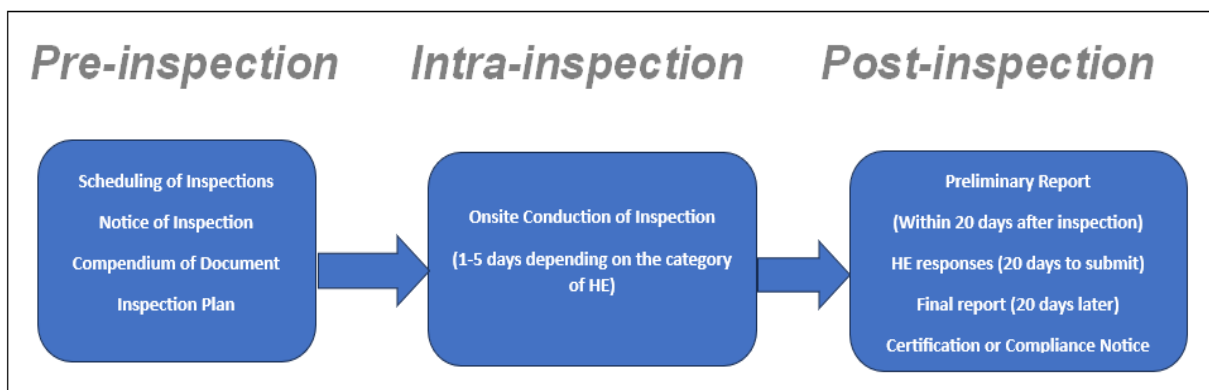 Pre-inspection
Intra-inspection
Post-inspection
Scheduling of Inspections
Notice of Inspection
Compendium of Document
Inspection Plan
Onsite Conduction of Inspection
(1-5 days depending on the category
of HE)
Preliminary Report
(Within 20 days after inspection)
HE responses (20 days to submit)
Final report (20 days later)
Certification or Compliance Notice